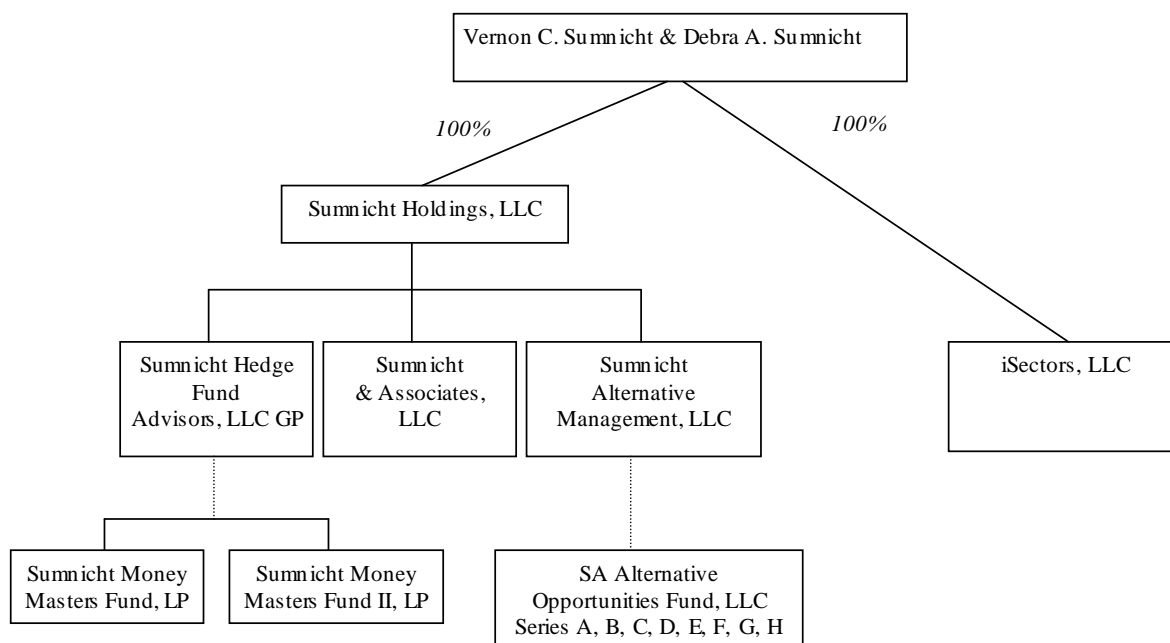 Vernon C. Sumnicht & Debra A. Sumnicht
100%
100%
Sumnicht Holdings, LLC
Sumnicht Hedge
Fund
Advisors, LLC GP
Sumnicht
& Associates,
LLC
Sumnicht
Alternative
Management, LLC
iSectors, LLC
Sumnicht Money
Masters Fund, LP
Sumnicht Money
Masters Fund II, LP
SA Alternative
Opportunities Fund, LLC
Series A, B, C, D, E, F, G, H